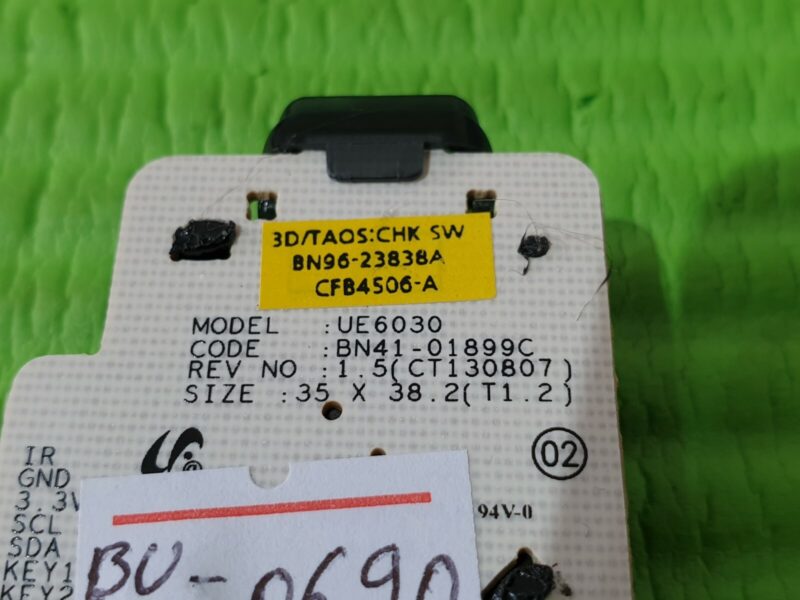 3D/TAOS:CHK SW
BN96-23838A
CFB4506-A
MODEL :UE6030
CODE :BN41-01899C
REV NO :1.5(CT130807)
SIZE :35 X 38.2(T1.2)
02
IR
GND
3.3V
SCL
SDA
KEY1
KEY2
94V-0
BU-0690